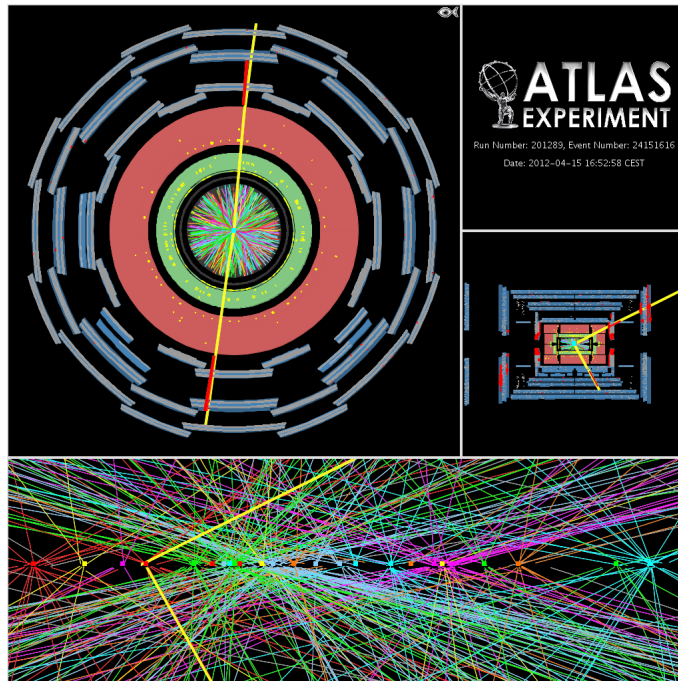 ATLAS
EXPERIMENT
Run Number: 201289, Event Number: 24151616
Date: 2012-04-15 16:52:58 CEST